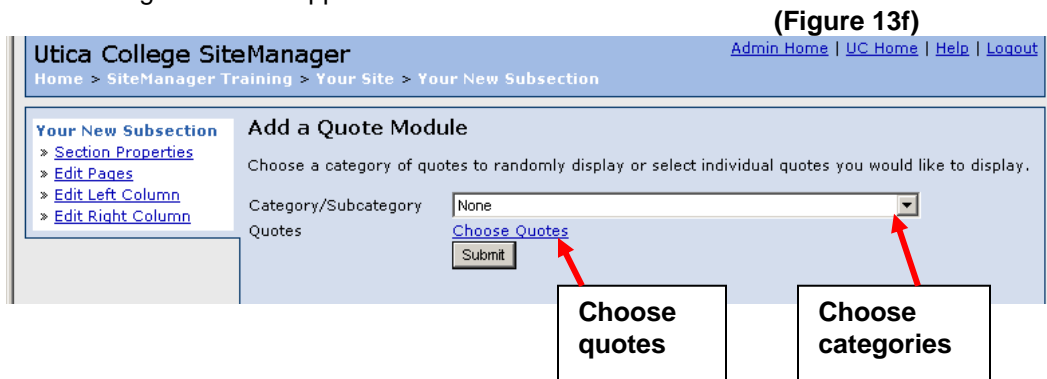 (Figure 13f)
Utica College SiteManager
Admin Home | UC Home | Help | Logout
Home > SiteManager Training > Your Site > Your New Subsection
Your New Subsection
» Section Properties
» Edit Pages
» Edit Left Column
» Edit Right Column
Add a Quote Module
Choose a category of quotes to randomly display or select individual quotes you would like to display.
Category/Subcategory None
Quotes Choose Quotes
Submit
Choose
quotes
Choose
categories